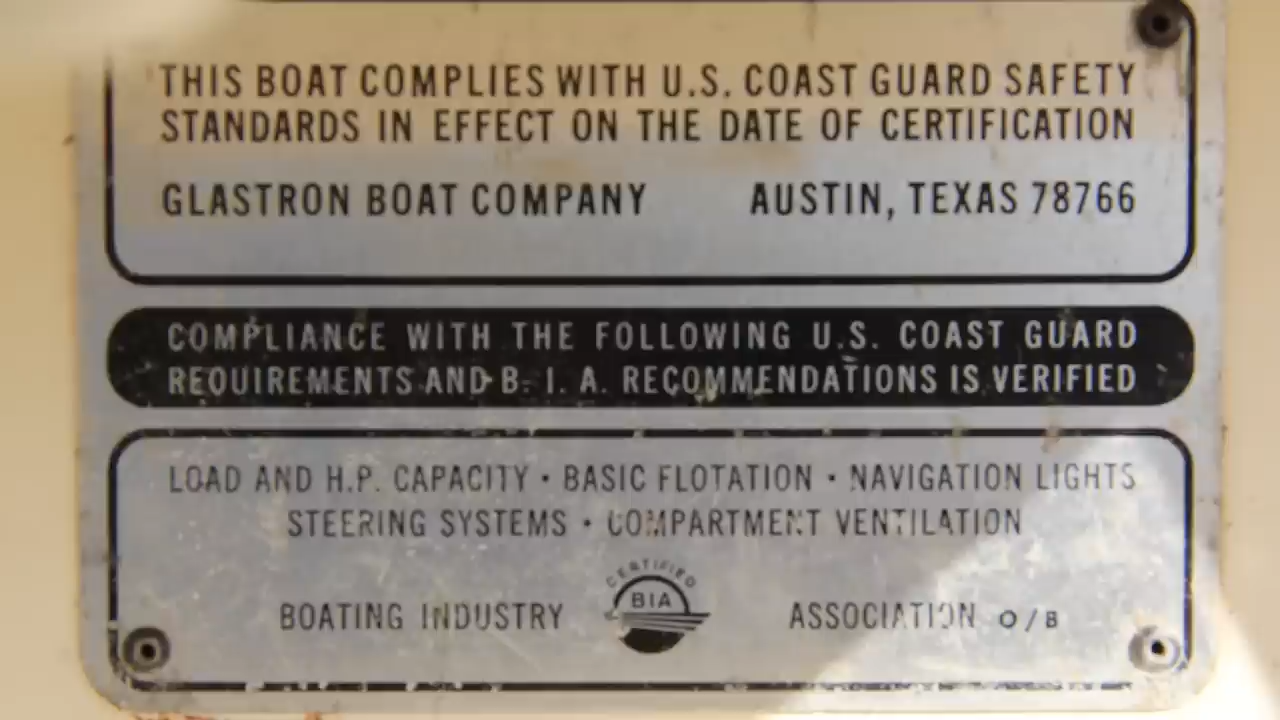 THIS BOAT COMPLIES WITH U.S. COAST GUARD SAFETY
STANDARDS IN EFFECT ON THE DATE OF CERTIFICATION
GLASTRON BOAT COMPANY AUSTIN, TEXAS 78766
COMPLIANCE WITH THE FOLLOWING U.S. COAST GUARD
REQUIREMENTS AND B. I. A. RECOMMENDATIONS IS VERIFIED
LOAD AND H.P. CAPACITY • BASIC FLOTATION • NAVIGATION LIGHTS
STEERING SYSTEMS • COMPARTMENT VENTILATION
CERTIFIED
BOATING INDUSTRY BIA ASSOCIATION O/B